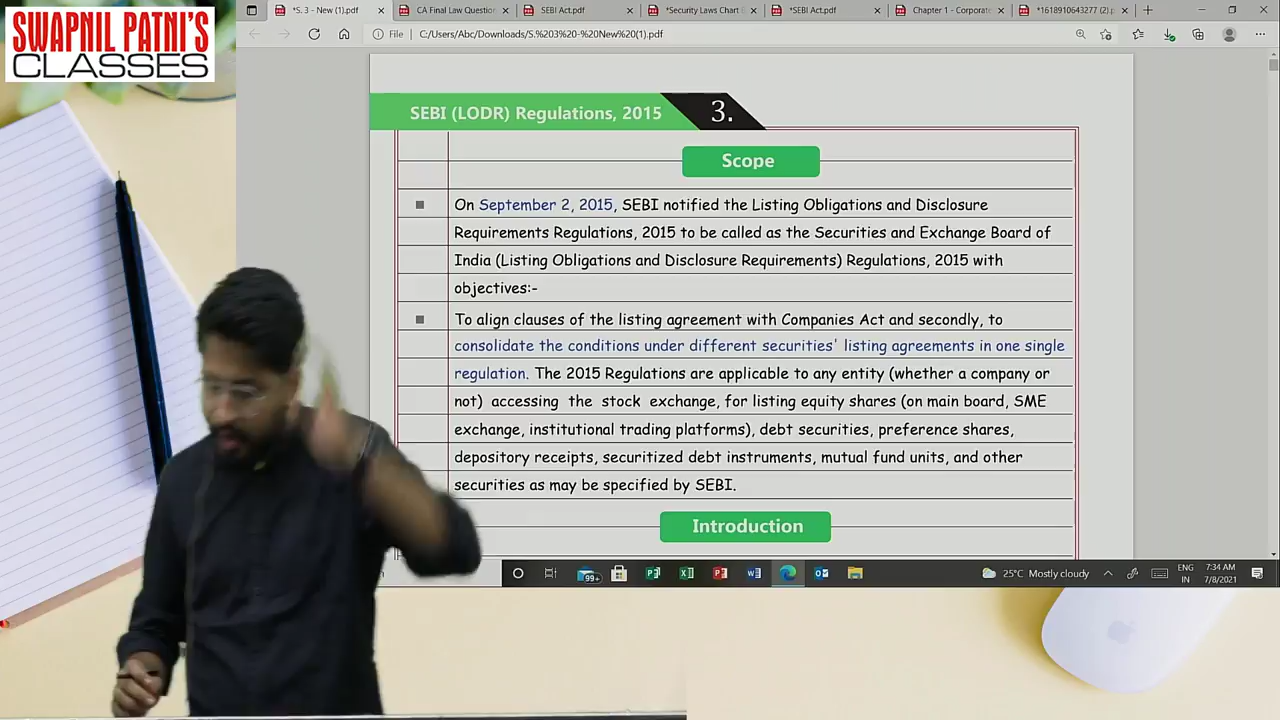 SWAPNIL PATNI'S
CLASSES
*S. 3 - New (1).pdf
CA Final Law Question
SEBI Act.pdf
*Security Laws Chart
*SEBI Act.pdf
Chapter 1 - Corporate
*1618910643277 (2).p
File
C:/Users/Abc/Downloads/S.%203%20-%20New%20(1).pdf
SEBI (LODR) Regulations, 2015
3.
Scope
On September 2, 2015, SEBI notified the Listing Obligations and Disclosure
Requirements Regulations, 2015 to be called as the Securities and Exchange Board of
India (Listing Obligations and Disclosure Requirements) Regulations, 2015 with
objectives:-
To align clauses of the listing agreement with Companies Act and secondly, to
consolidate the conditions under different securities' listing agreements in one single
regulation. The 2015 Regulations are applicable to any entity (whether a company or
not) accessing the stock exchange, for listing equity shares (on main board, SME
exchange, institutional trading platforms), debt securities, preference shares,
depository receipts, securitized debt instruments, mutual fund units, and other
securities as may be specified by SEBI.
Introduction
99+
25°C Mostly cloudy
ENG
IN
7:34 AM
7/8/2021